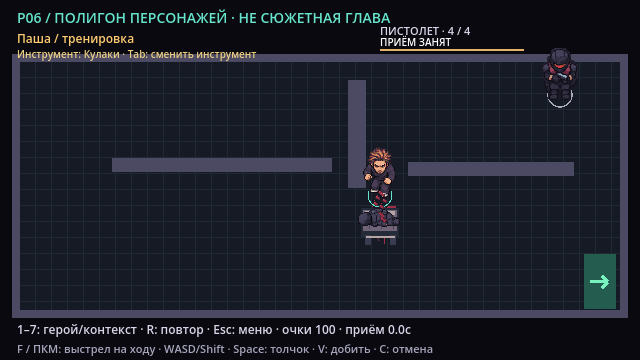 P06 / ПОЛИГОН ПЕРСОНАЖЕЙ · НЕ СЮЖЕТНАЯ ГЛАВА
Паша / тренировка
ПИСТОЛЕТ · 4 / 4
ПРИЁМ ЗАНЯТ
Инструмент: Кулаки · Tab: сменить инструмент
1–7: герой/контекст · R: повтор · Esc: меню · очки 100 · приём 0.0с
F / ПКМ: выстрел на ходу · WASD/Shift · Space: толчок · V: добить · C: отмена